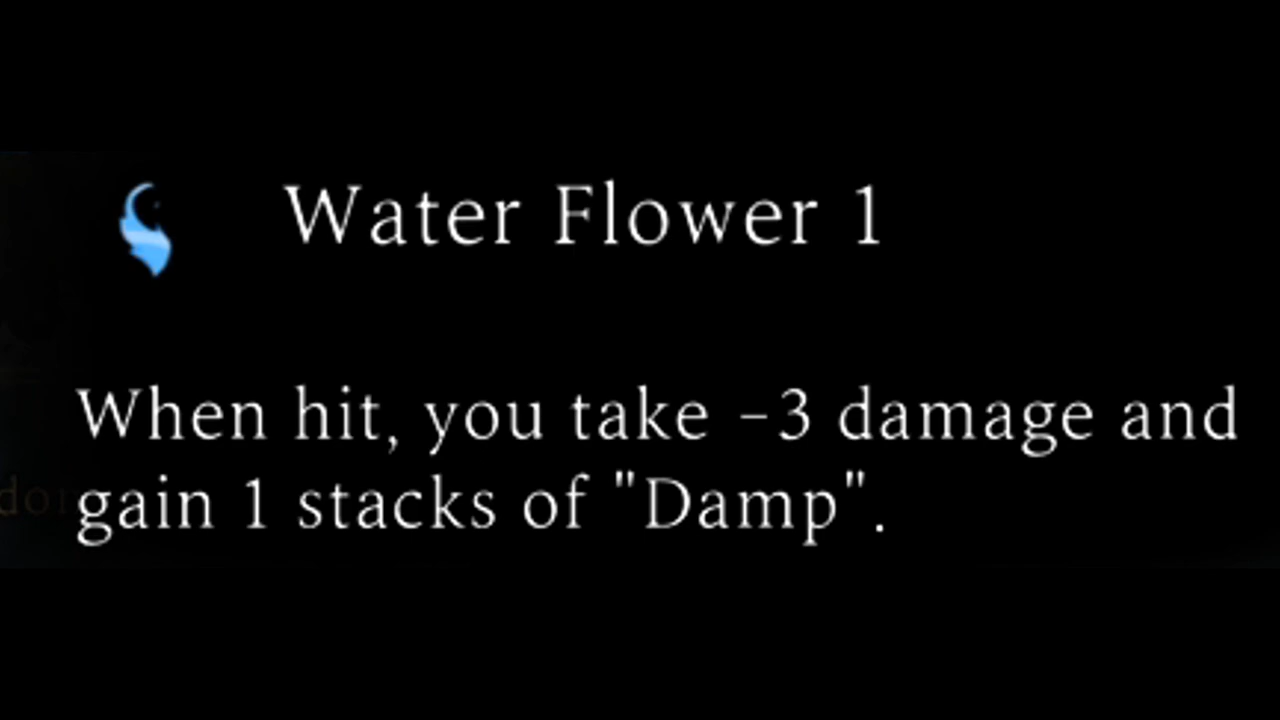 Water Flower 1
When hit, you take -3 damage and
gain 1 stacks of "Damp".